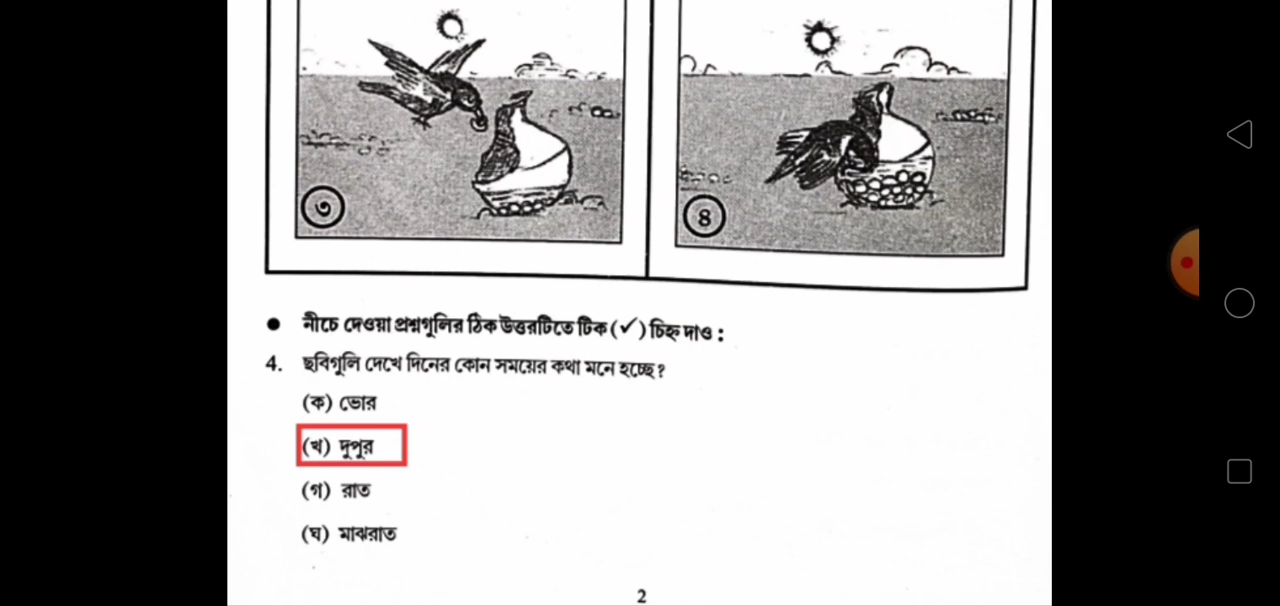 ৩
৪
● নীচে দেওয়া প্রশ্নগুলির ঠিক উত্তরটিতে টিক (✓) চিহ্ন দাও :
4. ছবিগুলি দেখে দিনের কোন সময়ের কথা মনে হচ্ছে?
(ক) ভোর
(খ) দুপুর
(গ) রাত
(ঘ) মাঝরাত
2